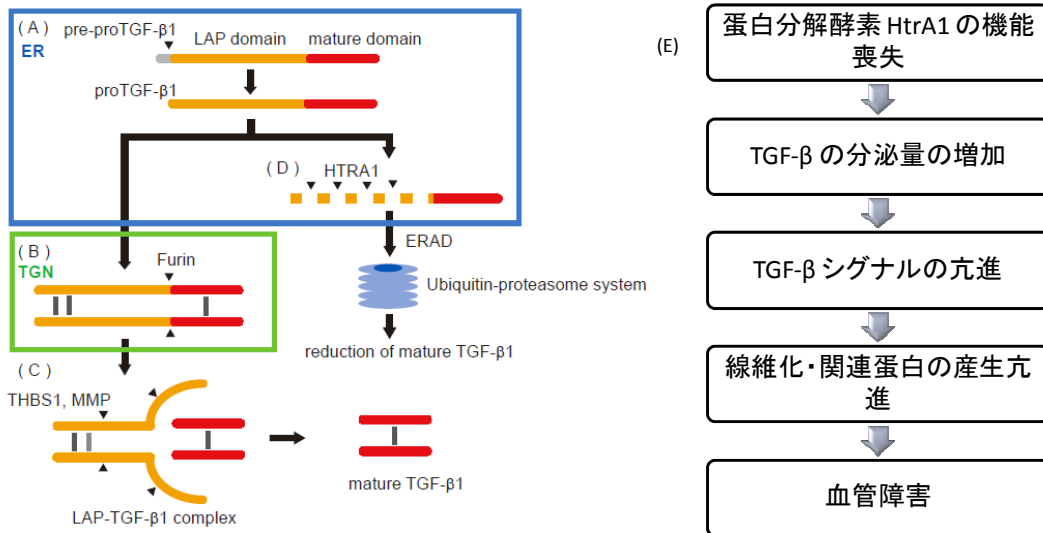 (A)
ER
pre-proTGF-β1
LAP domain
mature domain
proTGF-β1
(D)
HTRA1
ERAD
Ubiquitin-proteasome system
reduction of mature TGF-β1
(B)
TGN
Furin
(C)
THBS1, MMP
LAP-TGF-β1 complex
mature TGF-β1
(E)
蛋白分解酵素 HtrA1 の機能
喪失
TGF-β の分泌量の増加
TGF-β シグナルの亢進
線維化・関連蛋白の産生亢
進
血管障害